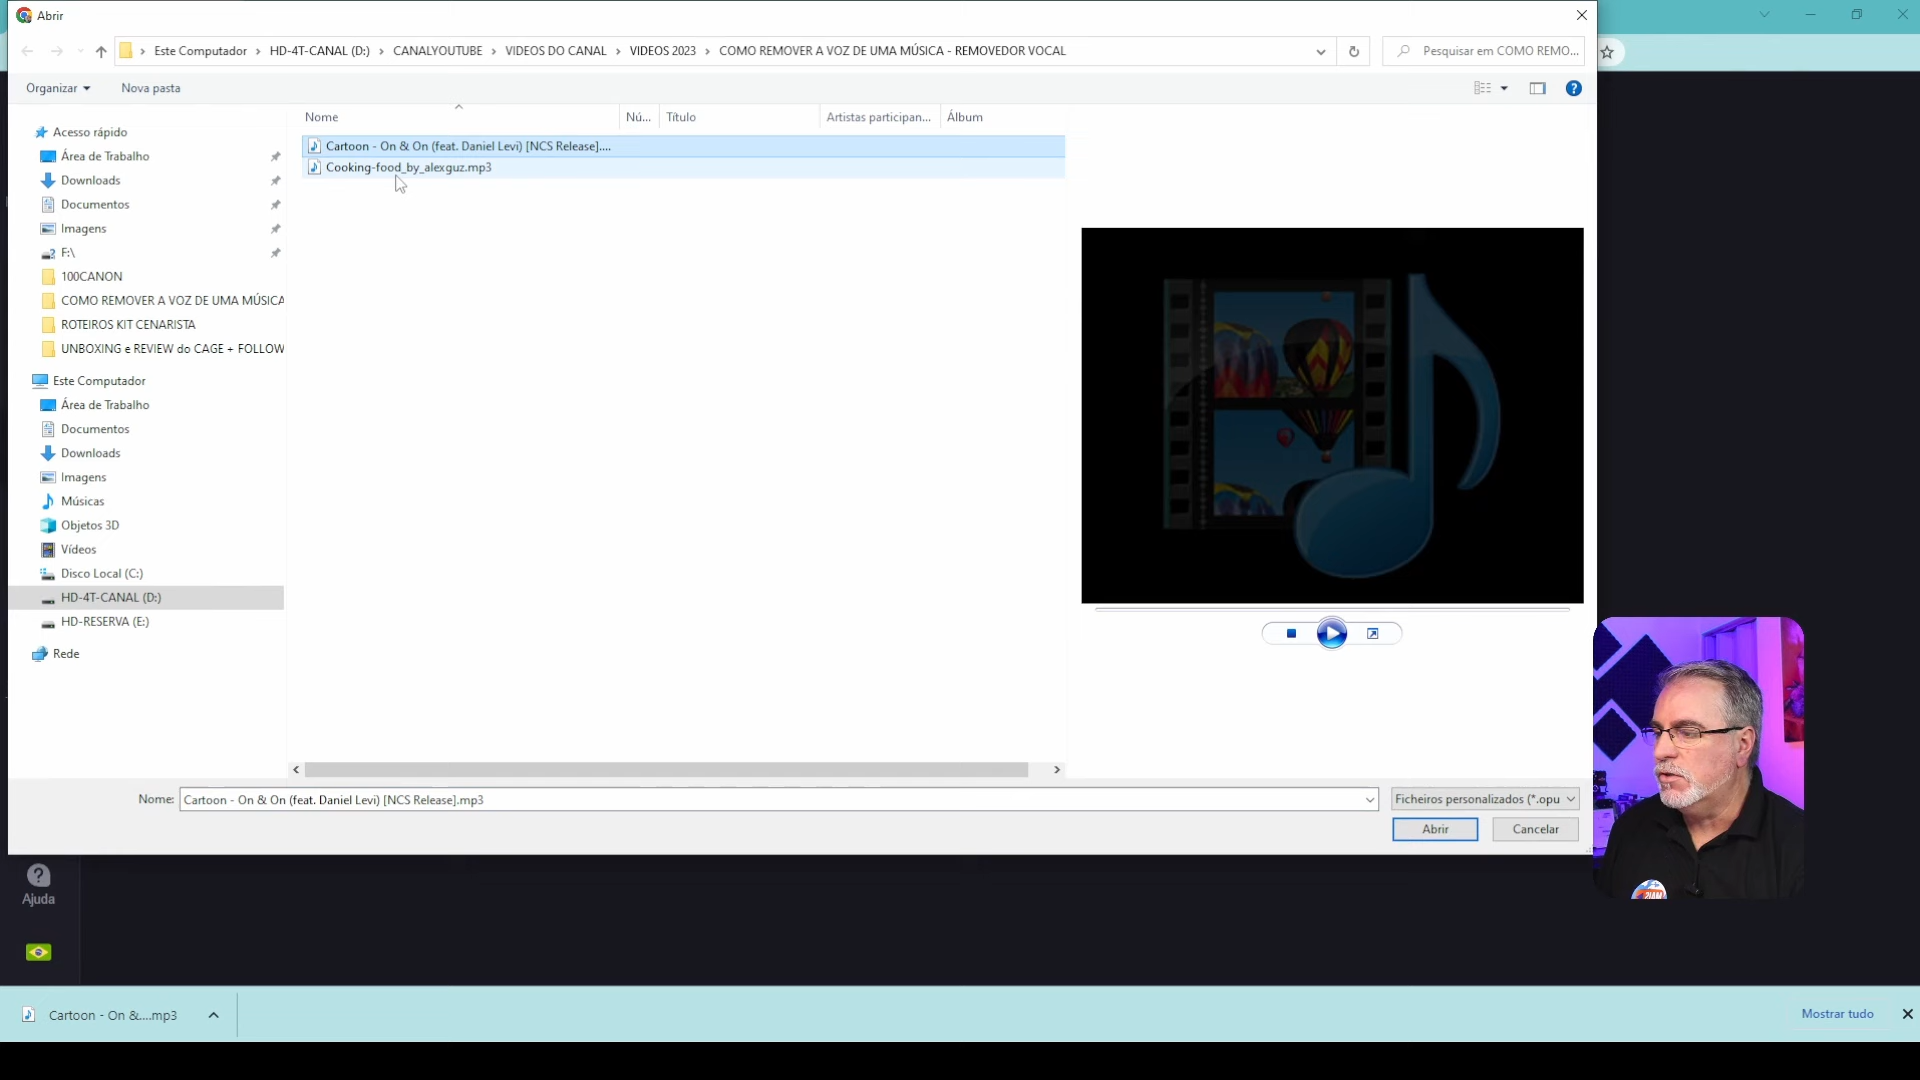 Abrir
Este Computador > HD-4T-CANAL (D:) > CANALYOUTUBE > VIDEOS DO CANAL > VIDEOS 2023 > COMO REMOVER A VOZ DE UMA MÚSICA - REMOVEDOR VOCAL
Pesquisar em COMO REMO...
Organizar
Nova pasta
Nome
Nú...
Título
Artistas participan...
Álbum
Acesso rápido
Área de Trabalho
Downloads
Documentos
Imagens
F:\
100CANON
COMO REMOVER A VOZ DE UMA MÚSICA
ROTEIROS KIT CENARISTA
UNBOXING e REVIEW do CAGE + FOLLOW
Este Computador
Área de Trabalho
Documentos
Downloads
Imagens
Músicas
Objetos 3D
Vídeos
Disco Local (C:)
HD-4T-CANAL (D:)
HD-RESERVA (E:)
Rede
Cartoon - On & On (feat. Daniel Levi) [NCS Release]....
Cooking-food_by_alexguz.mp3
Nome:
Cartoon - On & On (feat. Daniel Levi) [NCS Release].mp3
Ficheiros personalizados (*.opu
Abrir
Cancelar
Ajuda
Cartoon - On &....mp3
Mostrar tudo